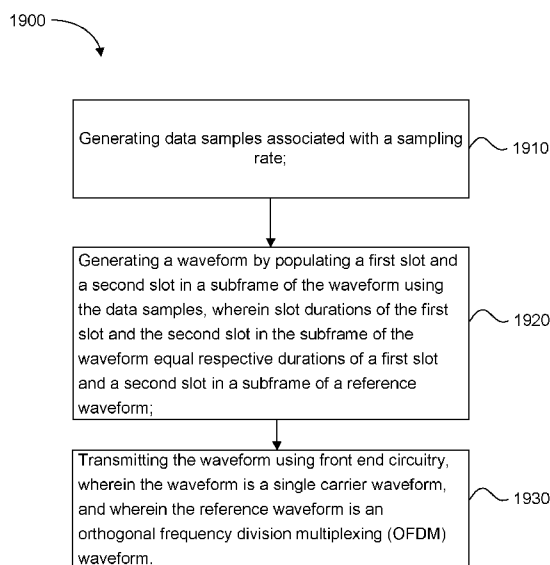 1900
Generating data samples associated with a sampling
rate;
1910
Generating a waveform by populating a first slot and
a second slot in a subframe of the waveform using
the data samples, wherein slot durations of the first
slot and the second slot in the subframe of the
waveform equal respective durations of a first slot
and a second slot in a subframe of a reference
waveform;
1920
Transmitting the waveform using front end circuitry,
wherein the waveform is a single carrier waveform,
and wherein the reference waveform is an
orthogonal frequency division multiplexing (OFDM)
waveform.
1930